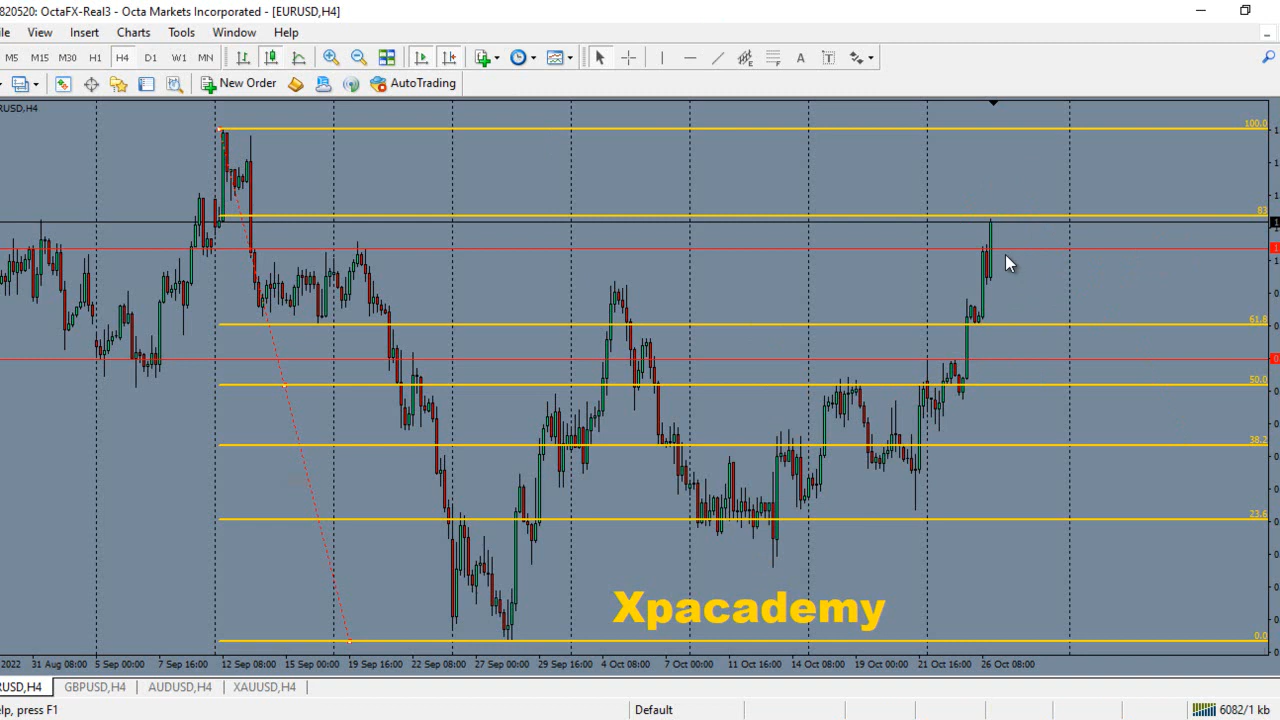 820520: OctaFX-Real3 - Octa Markets Incorporated - [EURUSD,H4]
le View Insert Charts Tools Window Help
M5 M15 M30 H1 H4 D1 W1 MN
New Order AutoTrading
RUSD,H4
100.0
83
61.8
50.0
38.2
23.6
Xpacademy
0.0
2022 31 Aug 08:00 5 Sep 00:00 7 Sep 16:00 12 Sep 08:00 15 Sep 00:00 19 Sep 16:00 22 Sep 08:00 27 Sep 00:00 29 Sep 16:00 4 Oct 08:00 7 Oct 00:00 11 Oct 16:00 14 Oct 08:00 19 Oct 00:00 21 Oct 16:00 26 Oct 08:00
RUSD,H4 GBPUSD,H4 AUDUSD,H4 XAUUSD,H4
elp, press F1 Default 6082/1 kb